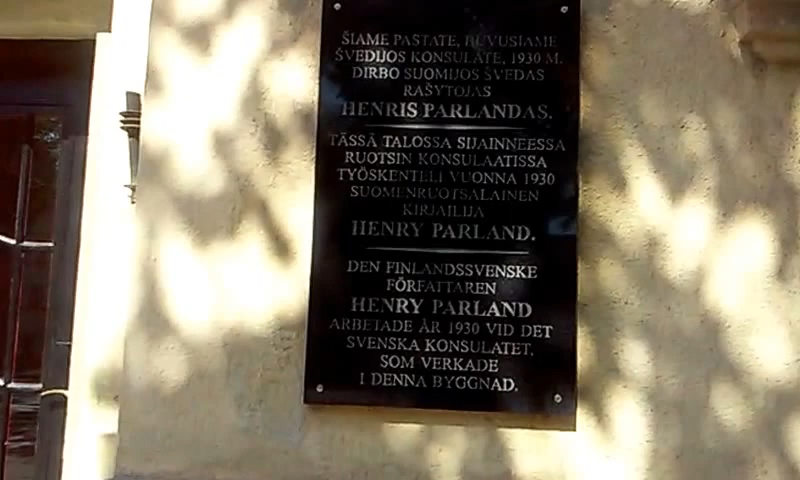 ŠIAME PASTATE, BUVUSIAME
ŠVEDIJOS KONSULATE, 1930 M.
DIRBO SUOMIJOS ŠVEDAS
RAŠYTOJAS
HENRIS PARLANDAS.
TÄSSÄ TALOSSA SIJAINNEESSA
RUOTSIN KONSULAATISSA
TYÖSKENTELI VUONNA 1930
SUOMENRUOTSALAINEN
KIRJAILIJA
HENRY PARLAND.
DEN FINLANDSSVENSKE
FÖRFATTAREN
HENRY PARLAND
ARBETADE ÅR 1930 VID DET
SVENSKA KONSULATET,
SOM VERKADE
I DENNA BYGGNAD.